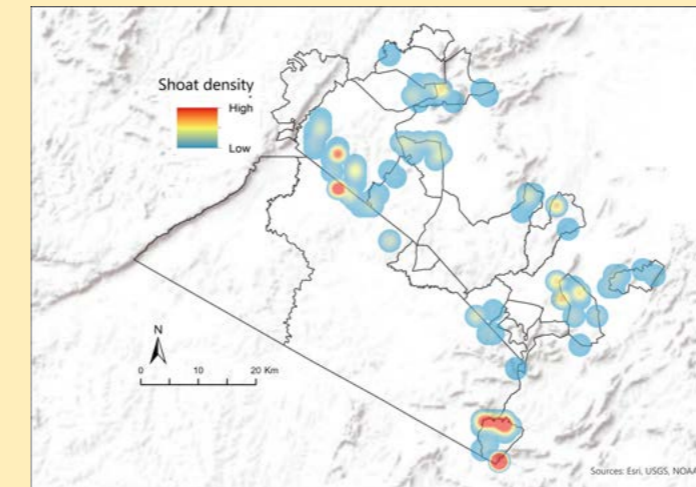 Shoat density
High
Low
N
0 10 20 Km
Sources: Esri, USGS, NOAA